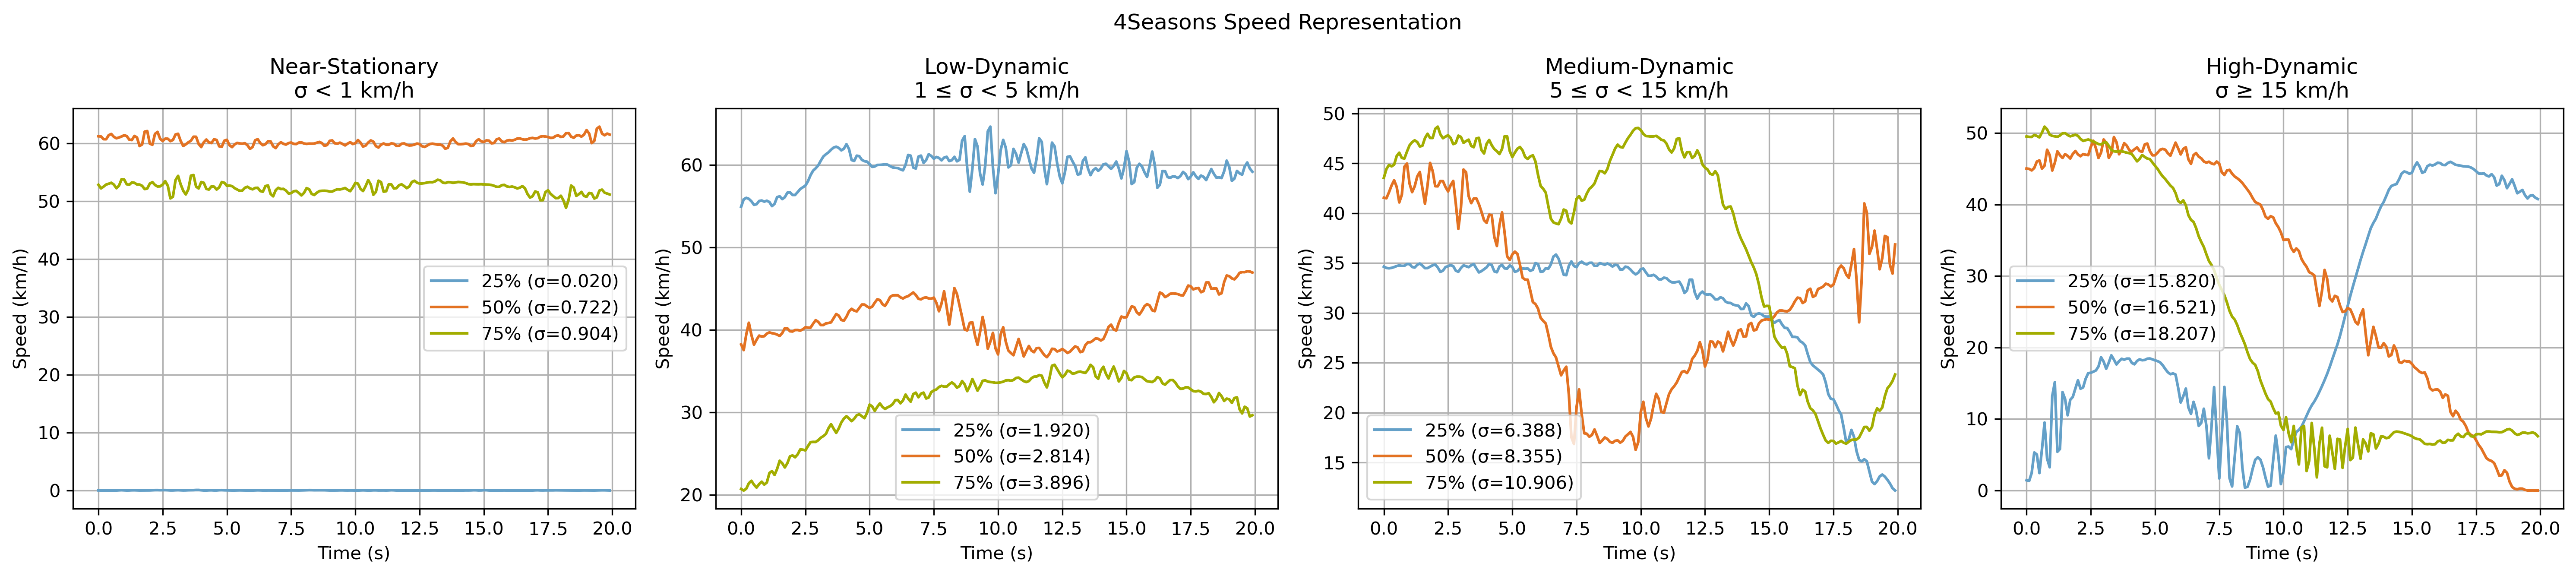 4Seasons Speed Representation
Near-Stationary
σ < 1 km/h
Speed (km/h)
60
50
40
30
20
10
0
25% (σ=0.020)
50% (σ=0.722)
75% (σ=0.904)
0.0 2.5 5.0 7.5 10.0 12.5 15.0 17.5 20.0
Time (s)
Low-Dynamic
1 ≤ σ < 5 km/h
Speed (km/h)
60
50
40
30
20
25% (σ=1.920)
50% (σ=2.814)
75% (σ=3.896)
0.0 2.5 5.0 7.5 10.0 12.5 15.0 17.5 20.0
Time (s)
Medium-Dynamic
5 ≤ σ < 15 km/h
Speed (km/h)
50
45
40
35
30
25
20
15
25% (σ=6.388)
50% (σ=8.355)
75% (σ=10.906)
0.0 2.5 5.0 7.5 10.0 12.5 15.0 17.5 20.0
Time (s)
High-Dynamic
σ ≥ 15 km/h
Speed (km/h)
50
40
30
20
10
0
25% (σ=15.820)
50% (σ=16.521)
75% (σ=18.207)
0.0 2.5 5.0 7.5 10.0 12.5 15.0 17.5 20.0
Time (s)